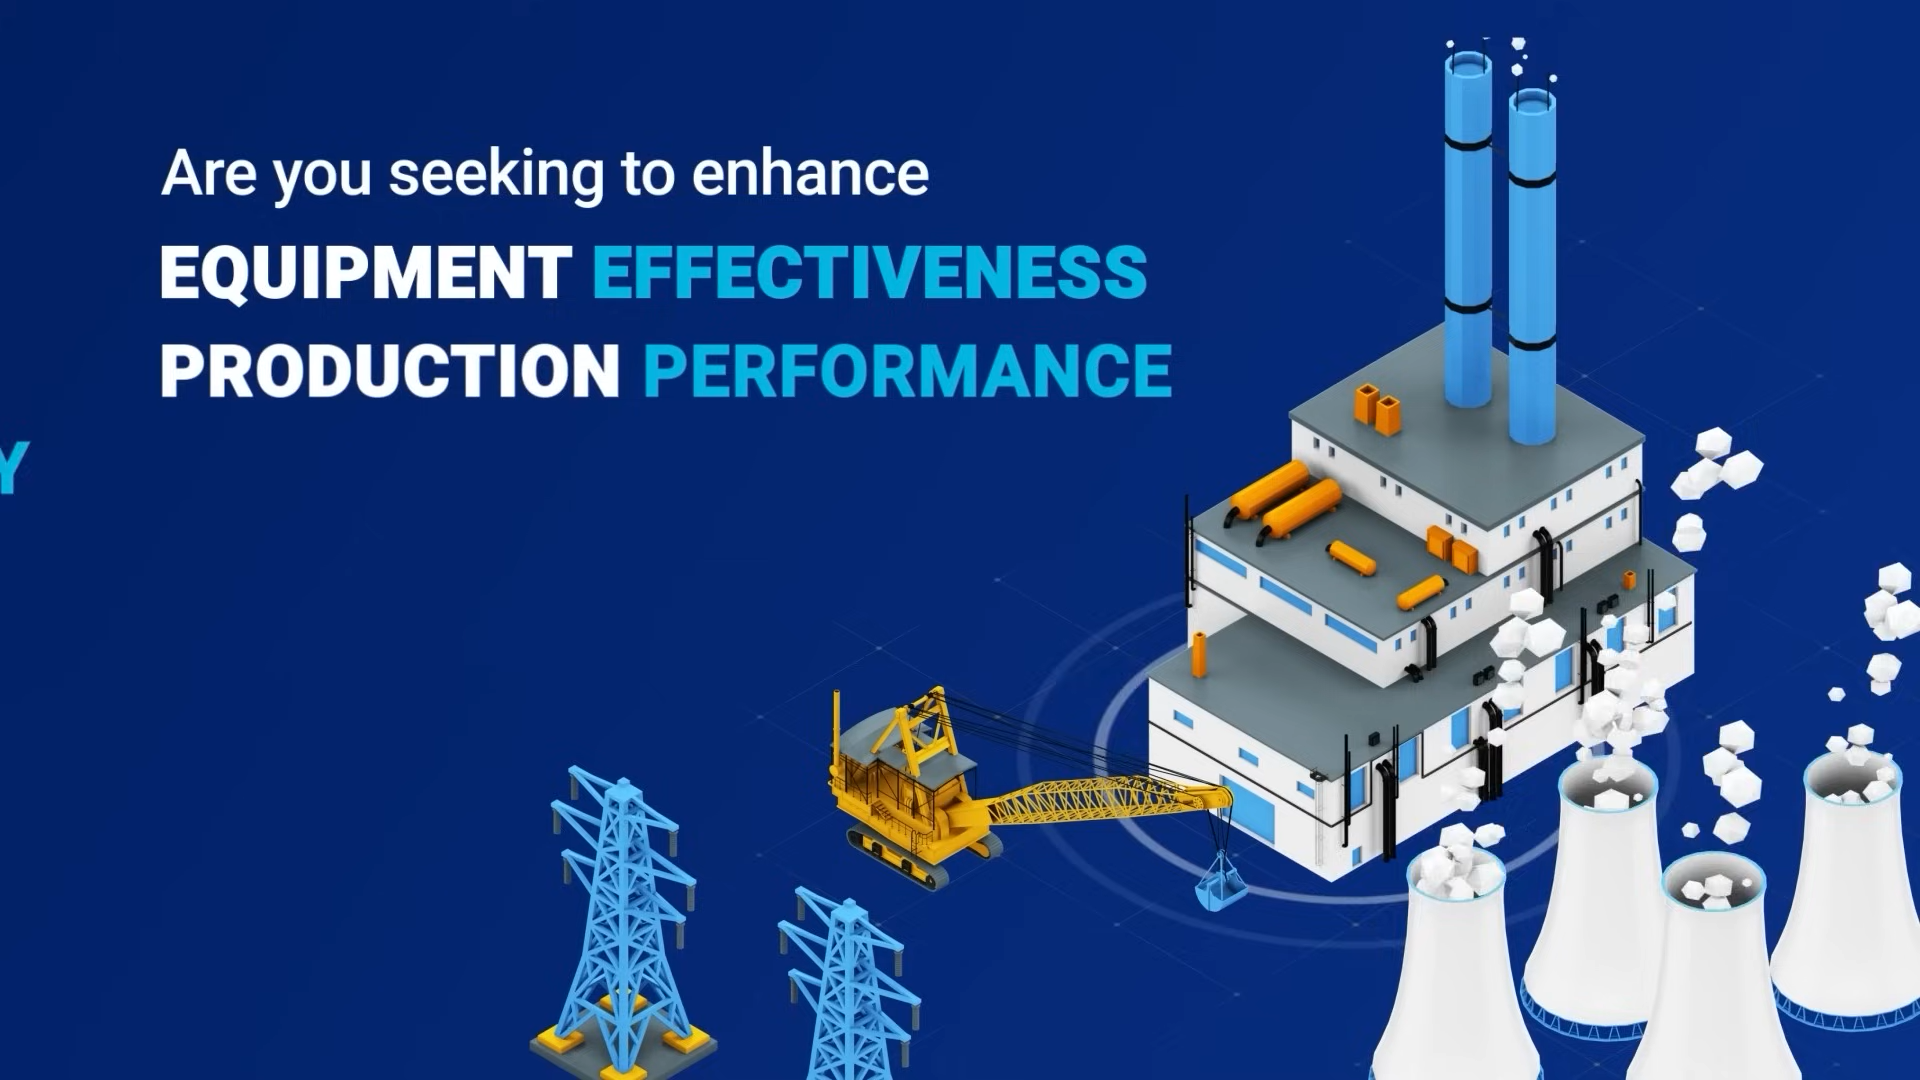 Are you seeking to enhance
EQUIPMENT EFFECTIVENESS
PRODUCTION PERFORMANCE
Y